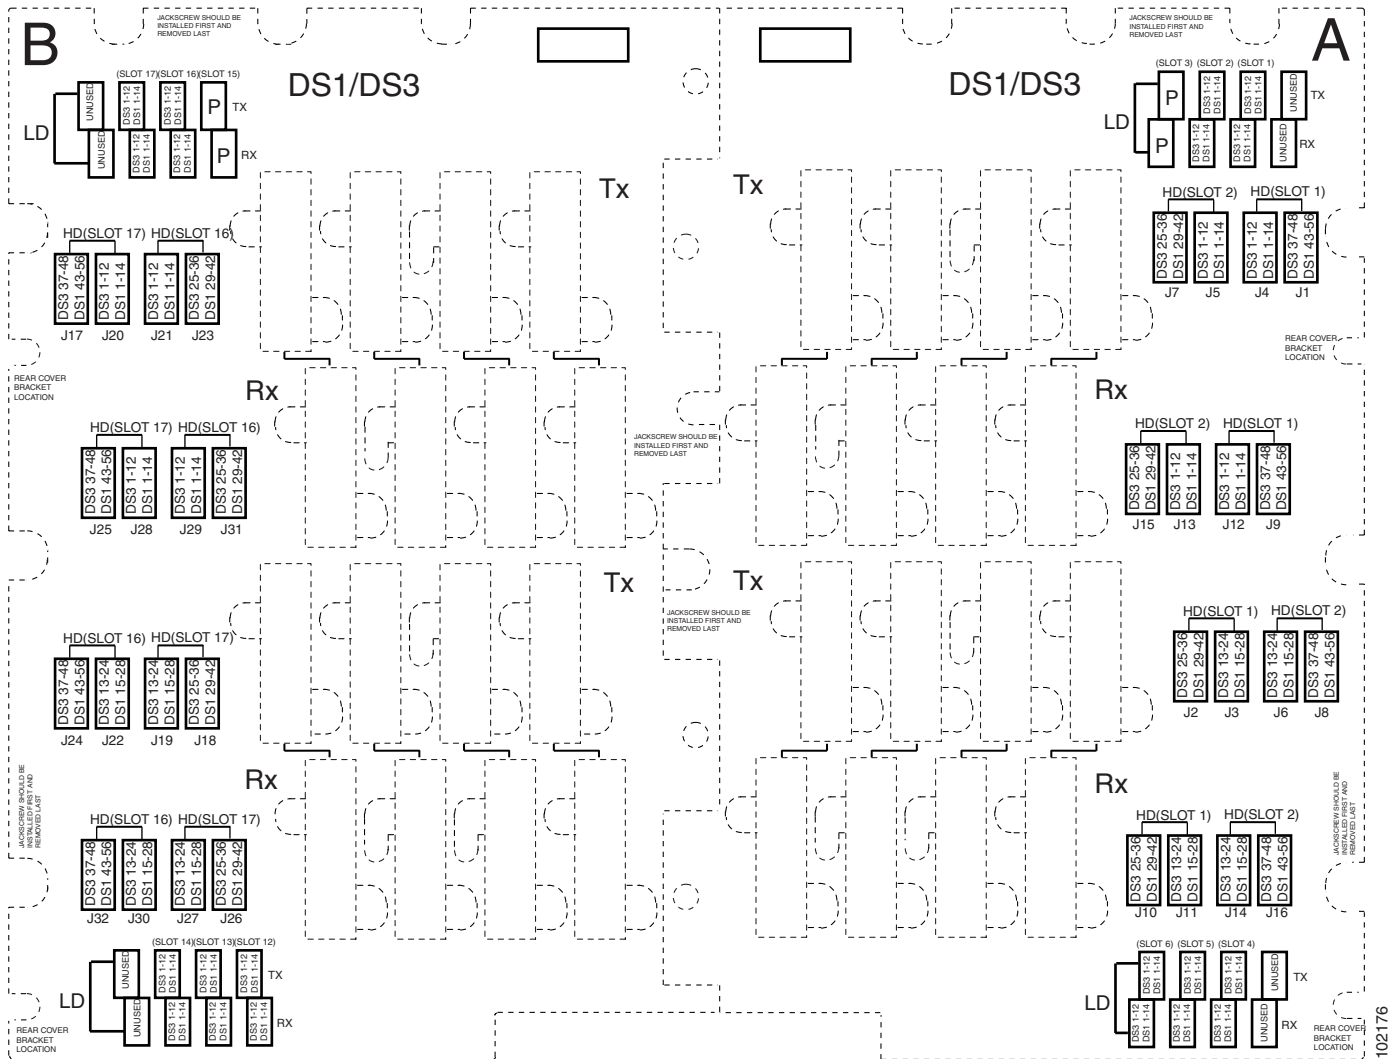 B
JACKSCREW SHOULD BE
INSTALLED FIRST AND
REMOVED LAST
DS1/DS3
(SLOT 17)(SLOT 16)(SLOT 15)
LD
UNUSED
DS3 1-12
DS1 1-14
DS3 1-12
DS1 1-14
P
TX
UNUSED
DS3 1-12
DS1 1-14
DS3 1-12
DS1 1-14
P
RX
Tx
HD(SLOT 17)
HD(SLOT 16)
DS3 37-48
DS1 43-56
DS3 1-12
DS1 1-14
DS3 1-12
DS1 1-14
DS3 25-36
DS1 29-42
J17
J20
J21
J23
REAR COVER
BRACKET
LOCATION
Rx
HD(SLOT 17)
HD(SLOT 16)
DS3 37-48
DS1 43-56
DS3 1-12
DS1 1-14
DS3 1-12
DS1 1-14
DS3 25-36
DS1 29-42
J25
J28
J29
J31
JACKSCREW SHOULD BE
INSTALLED FIRST AND
REMOVED LAST
Tx
HD(SLOT 16)
HD(SLOT 17)
DS3 37-48
DS1 43-56
DS3 13-24
DS1 15-28
DS3 13-24
DS1 15-28
DS3 25-36
DS1 29-42
J24
J22
J19
J18
JACKSCREW SHOULD BE
INSTALLED FIRST AND
REMOVED LAST
Rx
HD(SLOT 16)
HD(SLOT 17)
DS3 37-48
DS1 43-56
DS3 13-24
DS1 15-28
DS3 13-24
DS1 15-28
DS3 25-36
DS1 29-42
J32
J30
J27
J26
(SLOT 14)(SLOT 13)(SLOT 12)
LD
UNUSED
DS3 1-12
DS1 1-14
DS3 1-12
DS1 1-14
DS3 1-12
DS1 1-14
TX
UNUSED
DS3 1-12
DS1 1-14
DS3 1-12
DS1 1-14
DS3 1-12
DS1 1-14
RX
REAR COVER
BRACKET
LOCATION
A
JACKSCREW SHOULD BE
INSTALLED FIRST AND
REMOVED LAST
DS1/DS3
(SLOT 3) (SLOT 2) (SLOT 1)
LD
P
DS3 1-12
DS1 1-14
DS3 1-12
DS1 1-14
UNUSED
TX
P
DS3 1-12
DS1 1-14
DS3 1-12
DS1 1-14
UNUSED
RX
Tx
HD(SLOT 2)
HD(SLOT 1)
DS3 25-36
DS1 29-42
DS3 1-12
DS1 1-14
DS3 1-12
DS1 1-14
DS3 37-48
DS1 43-56
J7
J5
J4
J1
REAR COVER
BRACKET
LOCATION
Rx
HD(SLOT 2)
HD(SLOT 1)
DS3 25-36
DS1 29-42
DS3 1-12
DS1 1-14
DS3 1-12
DS1 1-14
DS3 37-48
DS1 43-56
J15
J13
J12
J9
Tx
JACKSCREW SHOULD BE
INSTALLED FIRST AND
REMOVED LAST
HD(SLOT 1)
HD(SLOT 2)
DS3 25-36
DS1 29-42
DS3 13-24
DS1 15-28
DS3 13-24
DS1 15-28
DS3 37-48
DS1 43-56
J2
J3
J6
J8
JACKSCREW SHOULD BE
INSTALLED FIRST AND
REMOVED LAST
Rx
HD(SLOT 1)
HD(SLOT 2)
DS3 25-36
DS1 29-42
DS3 13-24
DS1 15-28
DS3 13-24
DS1 15-28
DS3 37-48
DS1 43-56
J10
J11
J14
J16
(SLOT 6) (SLOT 5) (SLOT 4)
LD
DS3 1-12
DS1 1-14
DS3 1-12
DS1 1-14
DS3 1-12
DS1 1-14
UNUSED
TX
DS3 1-12
DS1 1-14
DS3 1-12
DS1 1-14
DS3 1-12
DS1 1-14
UNUSED
RX
REAR COVER
BRACKET
LOCATION
102176